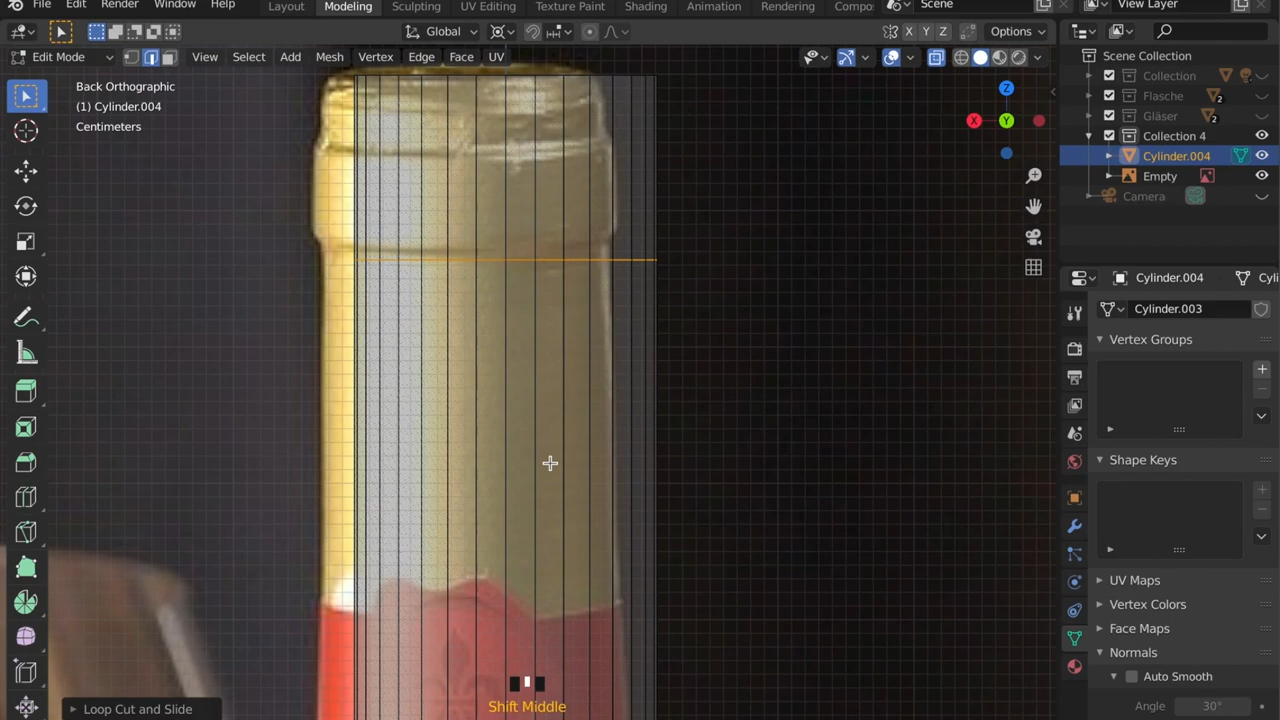 File Edit Render Window Help Layout Modeling Sculpting UV Editing Texture Paint Shading Animation Rendering Compo Scene View Layer
Global X Y Z Options
Edit Mode View Select Add Mesh Vertex Edge Face UV
Back Orthographic
(1) Cylinder.004
Centimeters
Z
X
Y
Scene Collection
Collection
Flasche 2
Gläser 2
Collection 4
Cylinder.004
Empty
Camera
Cylinder.004 Cyli
Cylinder.003
Vertex Groups
Shape Keys
UV Maps
Vertex Colors
Face Maps
Normals
Auto Smooth
Angle 30°
Shift Middle
Loop Cut and Slide